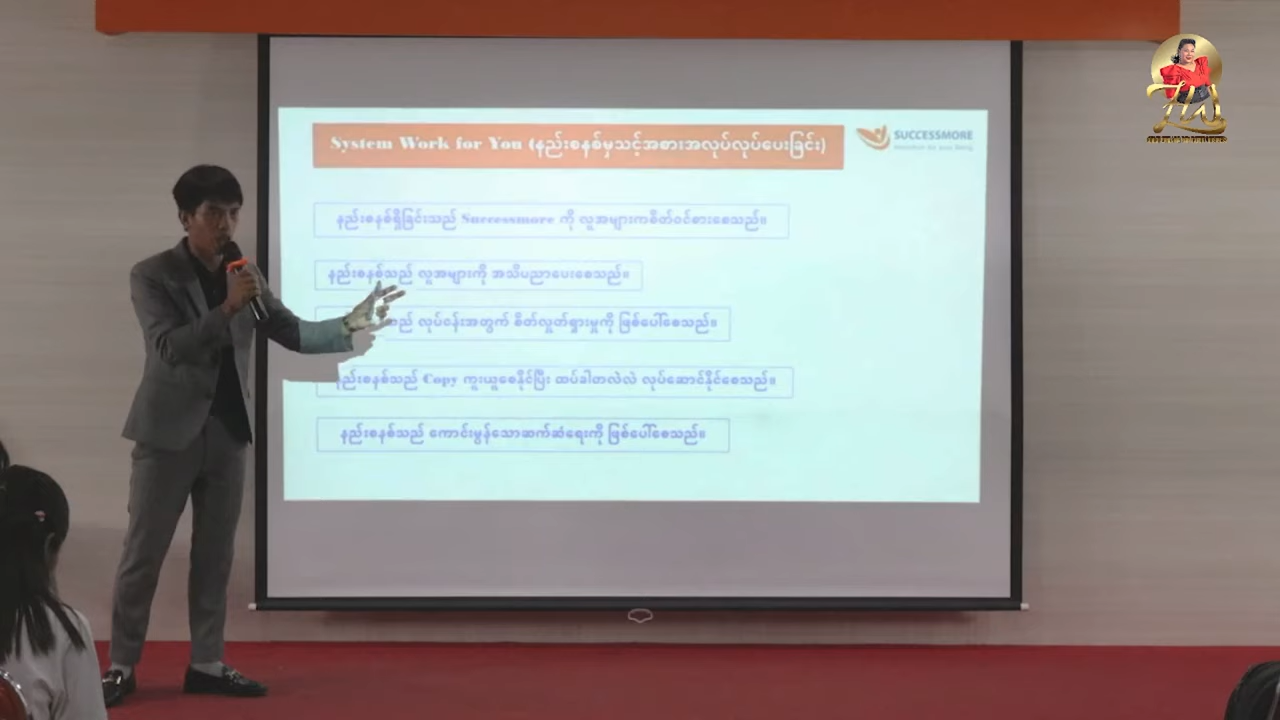 System Work for You (နည်းစနစ်မှသင့်အစားအလုပ်လုပ်ပေးခြင်း)
SUCCESSMORE
နည်းစနစ်ရှိခြင်းသည် Successmore ကို လူအများကစိတ်ဝင်စားစေသည်။
နည်းစနစ်သည် လူအများကို အသိပညာပေးစေသည်။
လုပ်ငန်းအတွက် စိတ်လှုတ်ရှားမှုကို ဖြစ်ပေါ်စေသည်။
နည်းစနစ်သည် Copy ကူးယူစေနိုင်ပြီး ထပ်ခါတလဲလဲ လုပ်ဆောင်နိုင်စေသည်။
နည်းစနစ်သည် ကောင်းမွန်သောဆက်ဆံရေးကို ဖြစ်ပေါ်စေသည်။